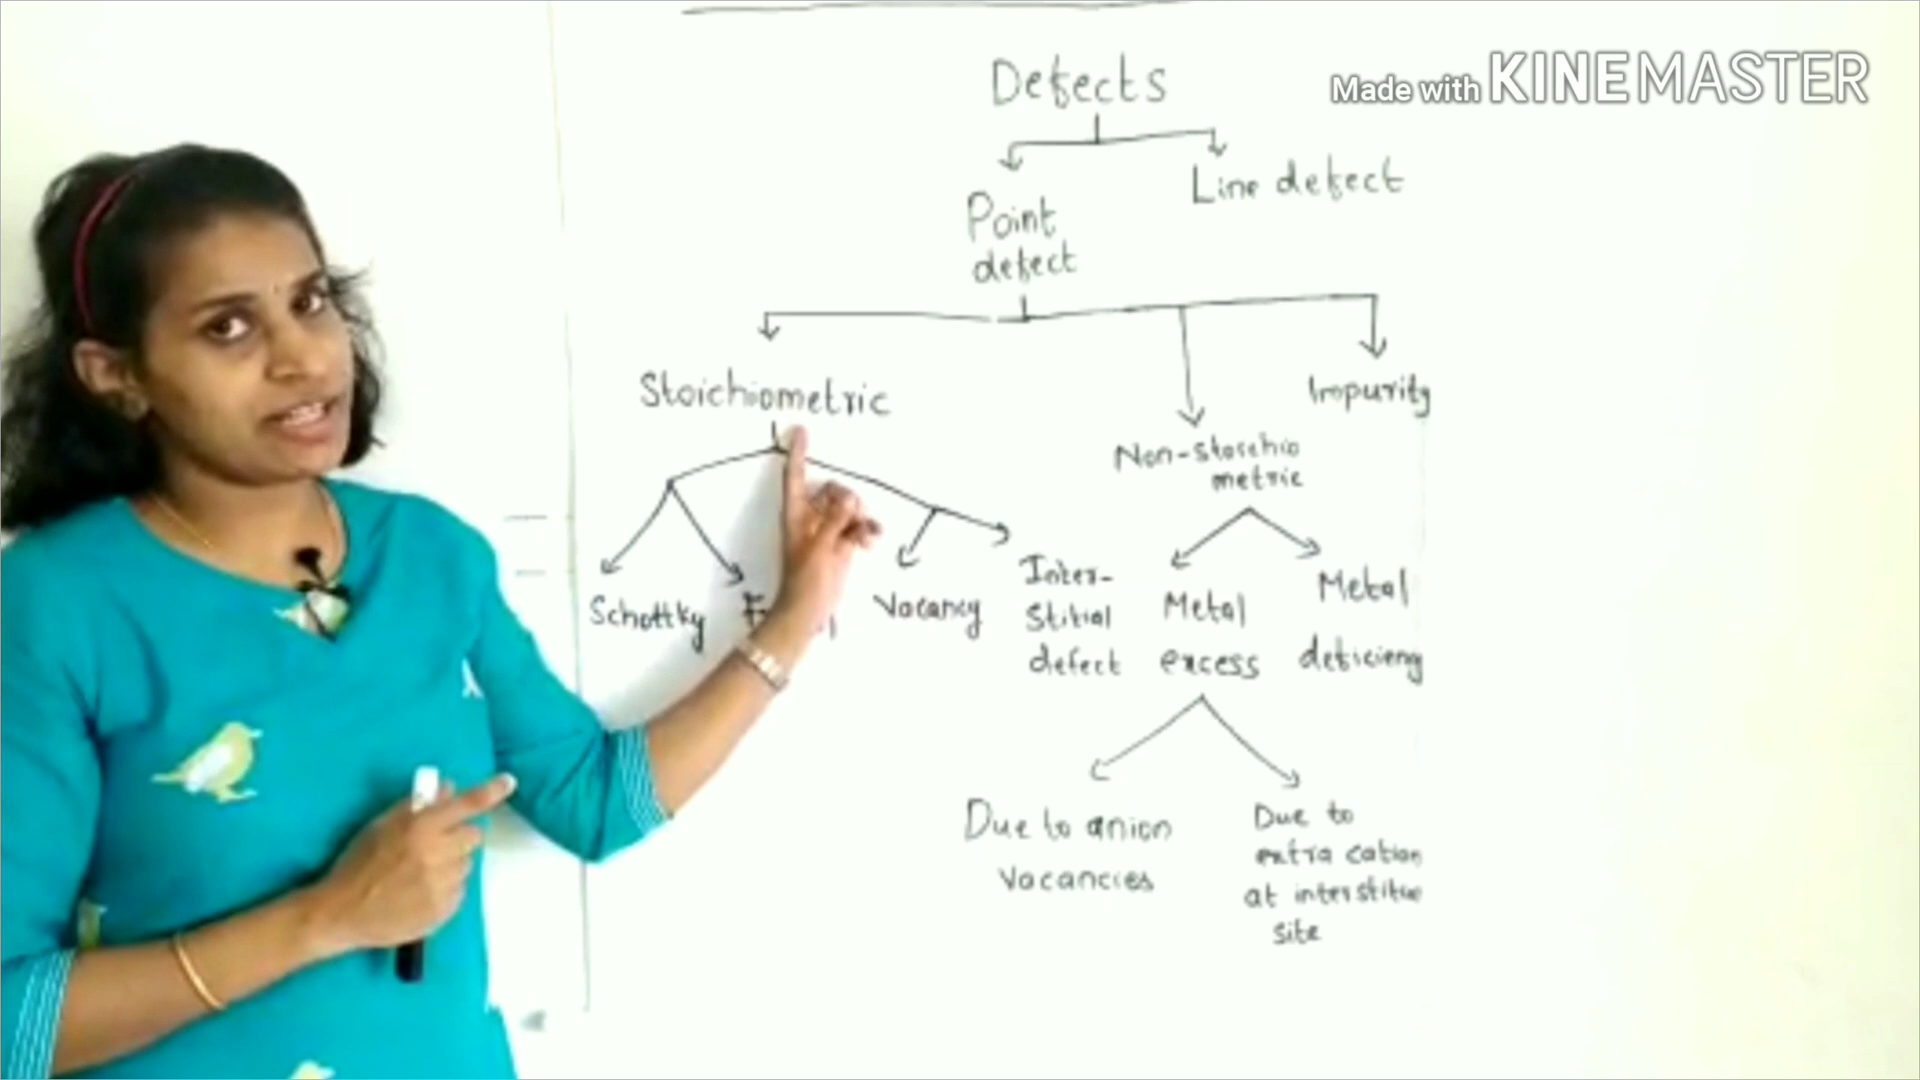 Defects
Made with KINEMASTER
Point
defect
Line defect
Stoichiometric
Non-stoichio
metric
Impurity
Schottky
Vacancy
Inter-
stitial
defect
Metal
excess
Metal
deficiency
Due to anion
vacancies
Due to
extra cation
at interstitial
site